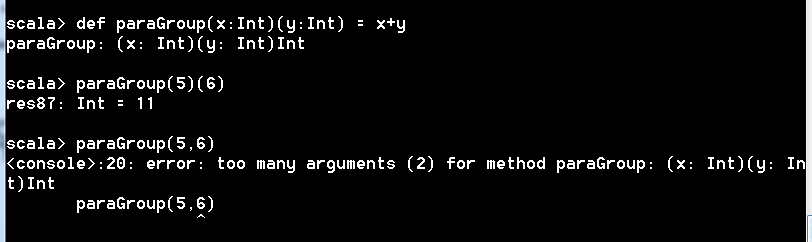 scala> def paraGroup(x:Int)(y:Int) = x+y
paraGroup: (x: Int)(y: Int)Int
scala> paraGroup(5)(6)
res87: Int = 11
scala> paraGroup(5,6)
<console>:20: error: too many arguments (2) for method paraGroup: (x: Int)(y: In
t)Int
       paraGroup(5,6)
                   ^